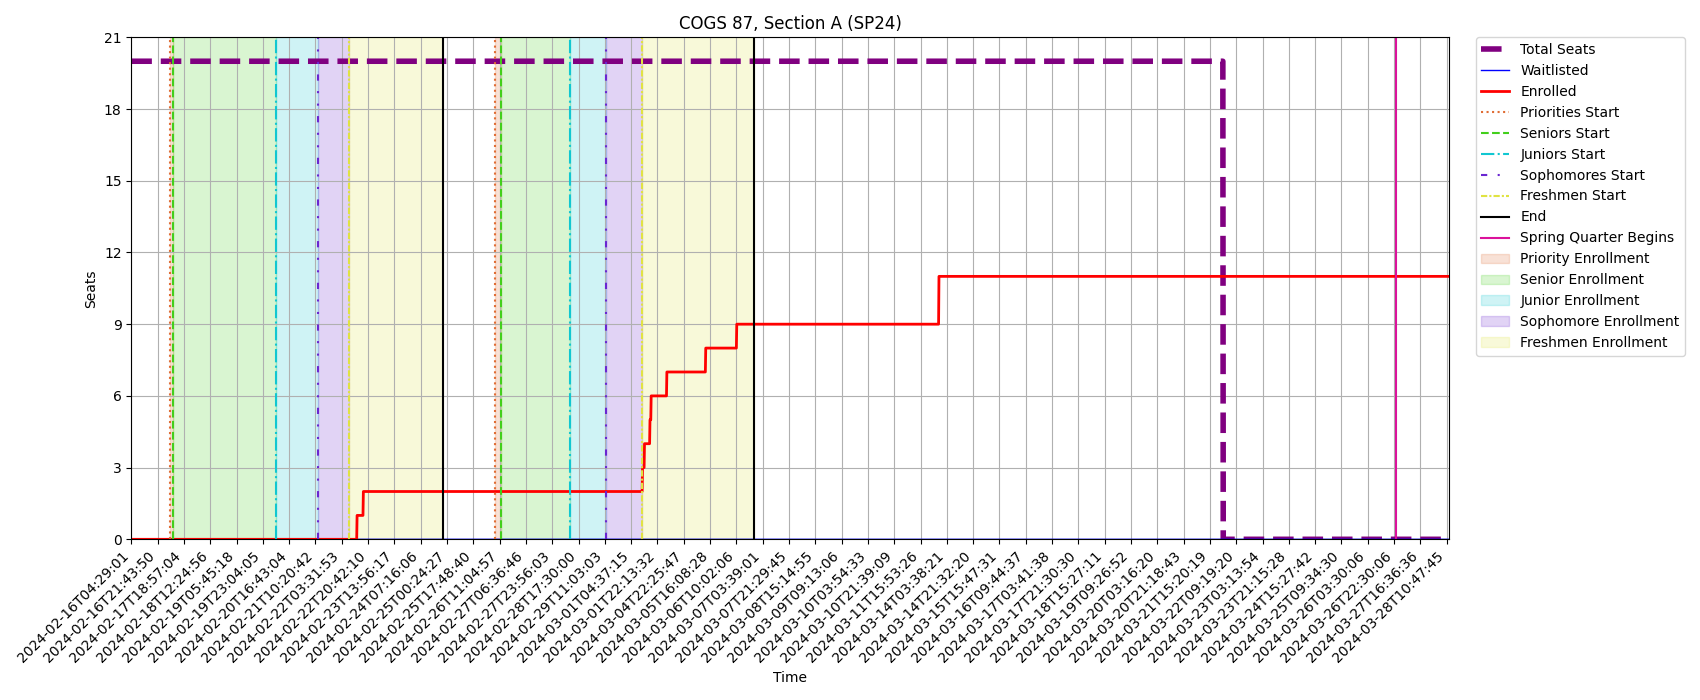 COGS 87, Section A (SP24)
21
18
15
12
9
6
3
0
Seats
2024-02-16T04:29:01
2024-02-16T21:43:50
2024-02-17T18:57:04
2024-02-18T12:24:56
2024-02-19T05:45:18
2024-02-19T23:04:05
2024-02-20T16:43:04
2024-02-21T10:20:42
2024-02-22T03:31:53
2024-02-22T20:42:10
2024-02-23T13:56:17
2024-02-24T07:16:06
2024-02-25T00:24:27
2024-02-25T17:48:40
2024-02-26T11:04:57
2024-02-27T06:36:46
2024-02-27T23:56:03
2024-02-28T17:30:00
2024-02-29T11:03:03
2024-03-01T04:37:15
2024-03-01T22:13:32
2024-03-04T22:25:47
2024-03-05T16:08:28
2024-03-06T10:02:06
2024-03-07T03:39:01
2024-03-07T21:29:45
2024-03-08T15:14:55
2024-03-09T09:13:06
2024-03-10T03:54:33
2024-03-10T21:39:09
2024-03-11T15:53:26
2024-03-14T03:38:21
2024-03-14T21:32:20
2024-03-15T15:47:31
2024-03-16T09:44:37
2024-03-17T03:41:38
2024-03-17T21:30:30
2024-03-18T15:27:11
2024-03-19T09:26:52
2024-03-20T03:16:20
2024-03-20T21:18:43
2024-03-21T15:20:19
2024-03-22T09:19:20
2024-03-23T03:13:54
2024-03-23T21:15:28
2024-03-24T15:27:42
2024-03-25T09:34:30
2024-03-26T03:30:06
2024-03-26T22:30:06
2024-03-27T16:36:36
2024-03-28T10:47:45
Time
Total Seats
Waitlisted
Enrolled
Priorities Start
Seniors Start
Juniors Start
Sophomores Start
Freshmen Start
End
Spring Quarter Begins
Priority Enrollment
Senior Enrollment
Junior Enrollment
Sophomore Enrollment
Freshmen Enrollment